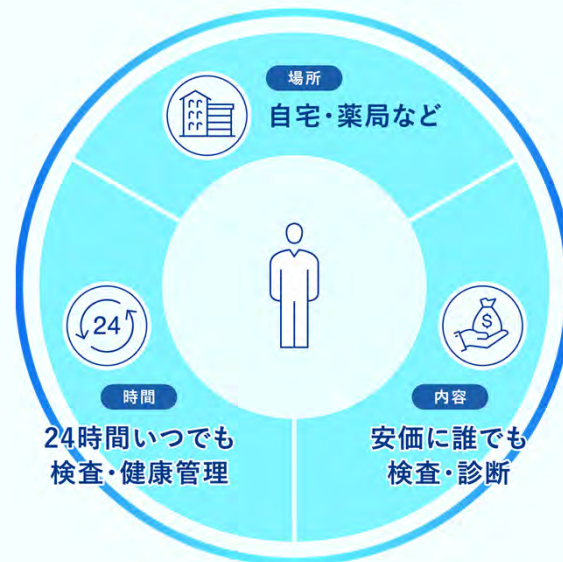 場所
自宅・薬局など
24
時間
24時間いつでも
検査・健康管理
$
内容
安価に誰でも
検査・診断